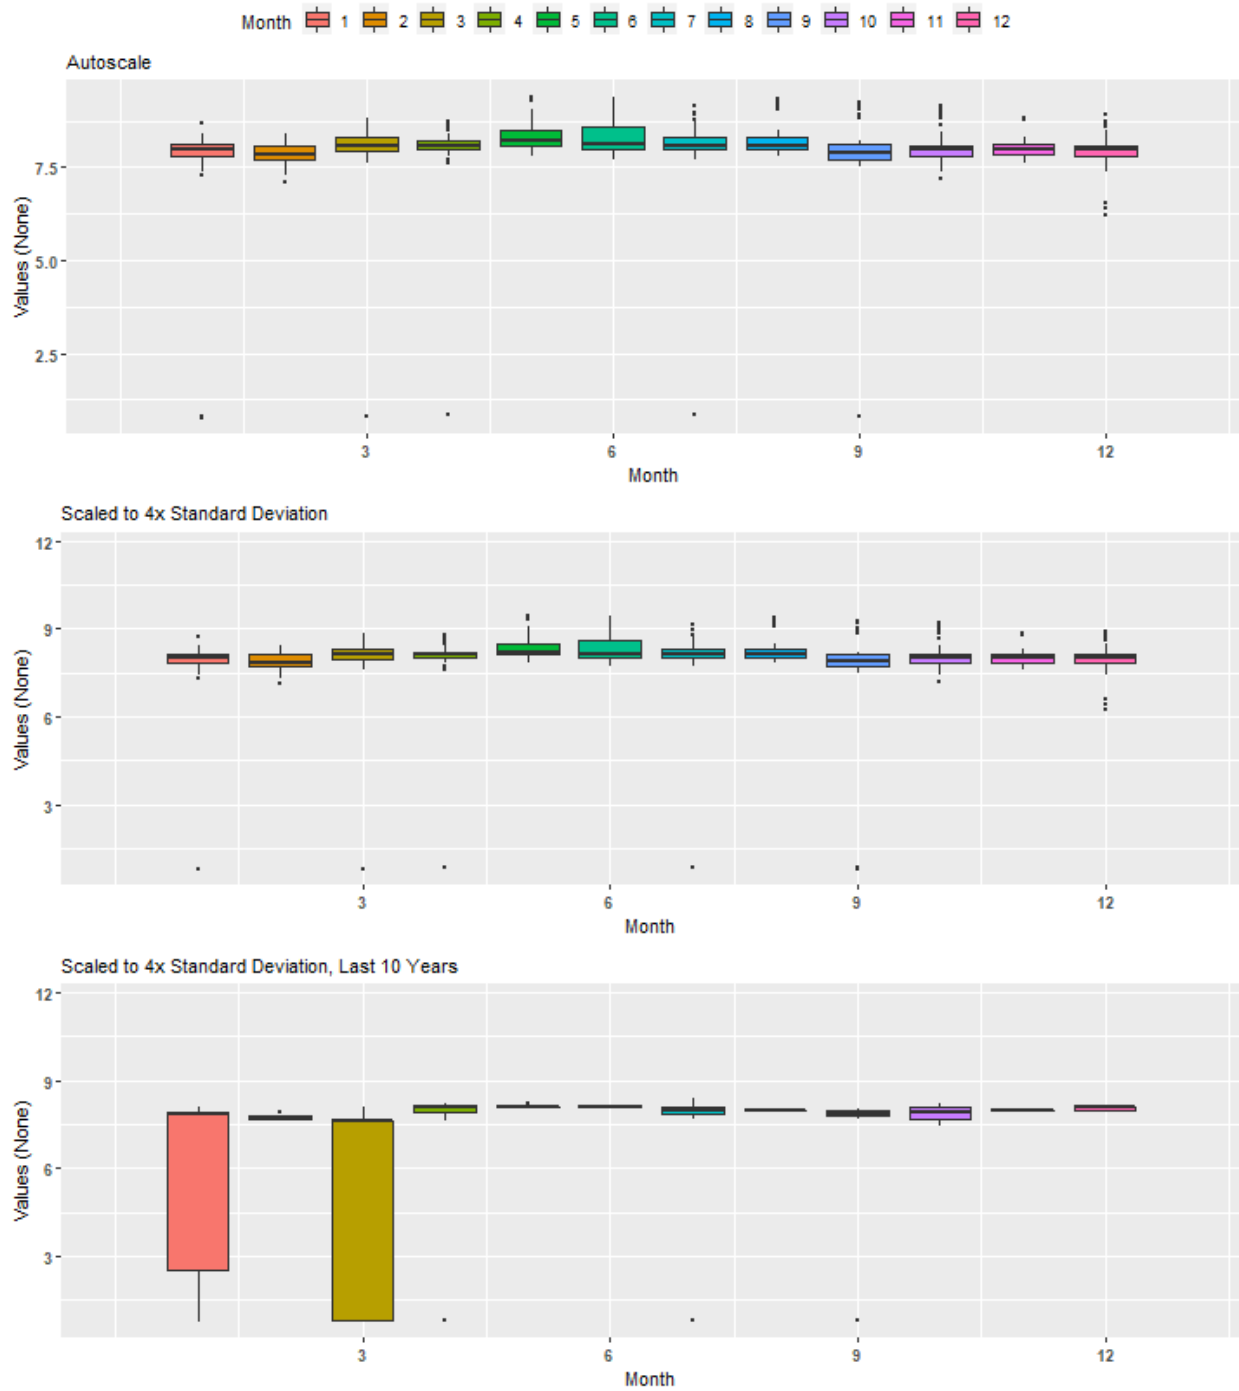 Month 1 2 3 4 5 6 7 8 9 10 11 12
Autoscale
Values (None)
7.5
5.0
2.5
3 6 9 12
Month
Scaled to 4x Standard Deviation
Values (None)
12
9
6
3
3 6 9 12
Month
Scaled to 4x Standard Deviation, Last 10 Years
Values (None)
12
9
6
3
3 6 9 12
Month